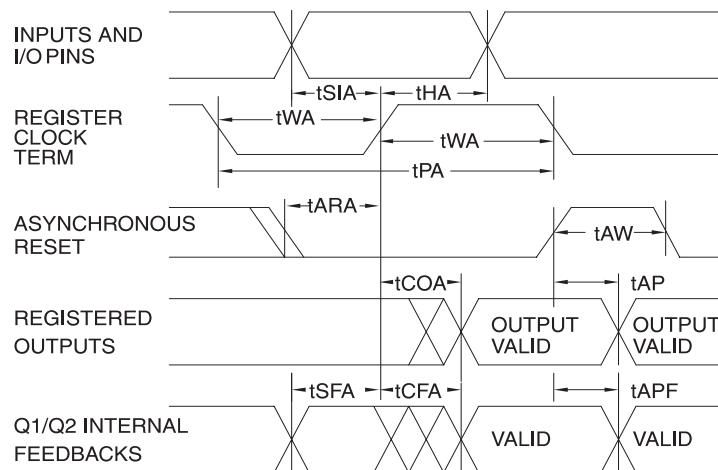 INPUTS AND
I/O PINS
tSIA
tHA
REGISTER
CLOCK
TERM
tWA
tWA
tPA
ASYNCHRONOUS
RESET
tARA
tAW
tCOA
tAP
REGISTERED
OUTPUTS
OUTPUT
VALID
OUTPUT
VALID
tSFA
tCFA
tAPF
Q1/Q2 INTERNAL
FEEDBACKS
VALID
VALID